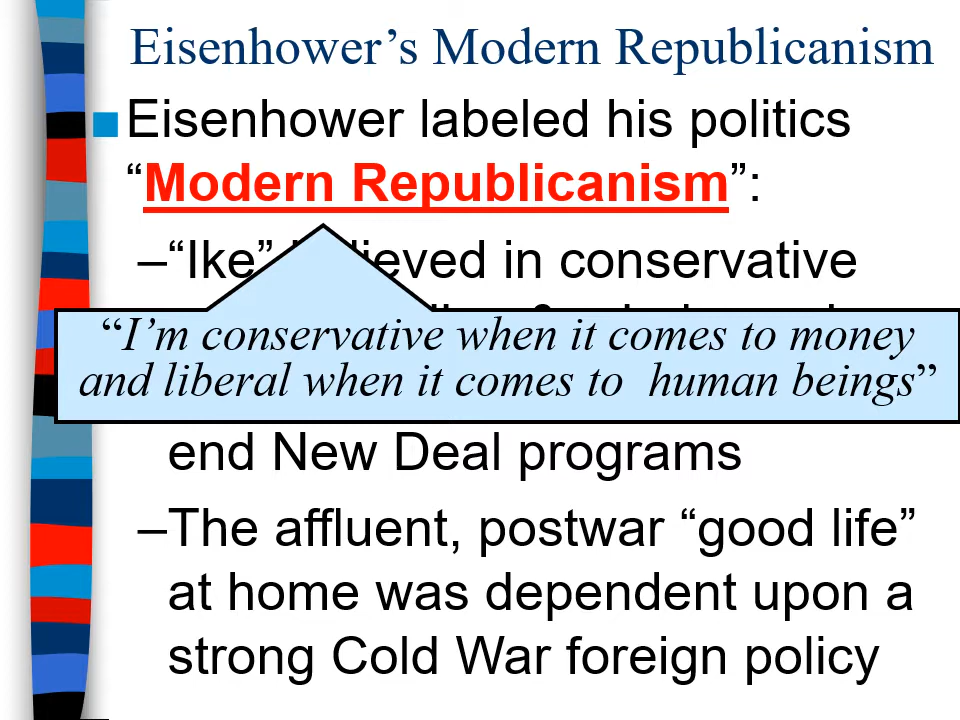 Eisenhower’s Modern Republicanism
Eisenhower labeled his politics
“Modern Republicanism”:
–“Ike” believed in conservative
“I’m conservative when it comes to money
and liberal when it comes to human beings”
end New Deal programs
–The affluent, postwar “good life”
at home was dependent upon a
strong Cold War foreign policy